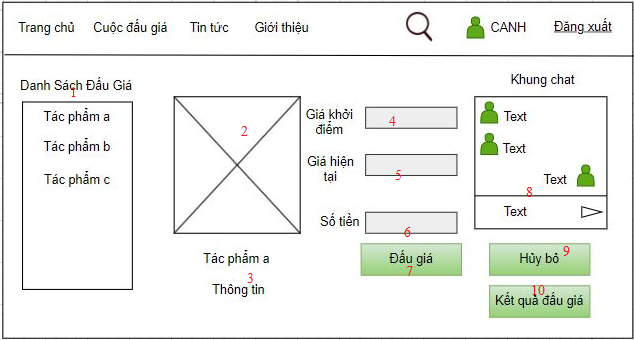 Trang chủ Cuộc đấu giá Tin tức Giới thiệu CANH Đăng xuất
Danh Sách Đấu Giá
1
Tác phẩm a
Tác phẩm b
Tác phẩm c
2
Tác phẩm a
3
Thông tin
Giá khởi
điểm
4
Giá hiện
tại
5
Số tiền
6
Đấu giá
7
Khung chat
Text
Text
Text
8
Text
Hủy bỏ
9
Kết quả đấu giá
10